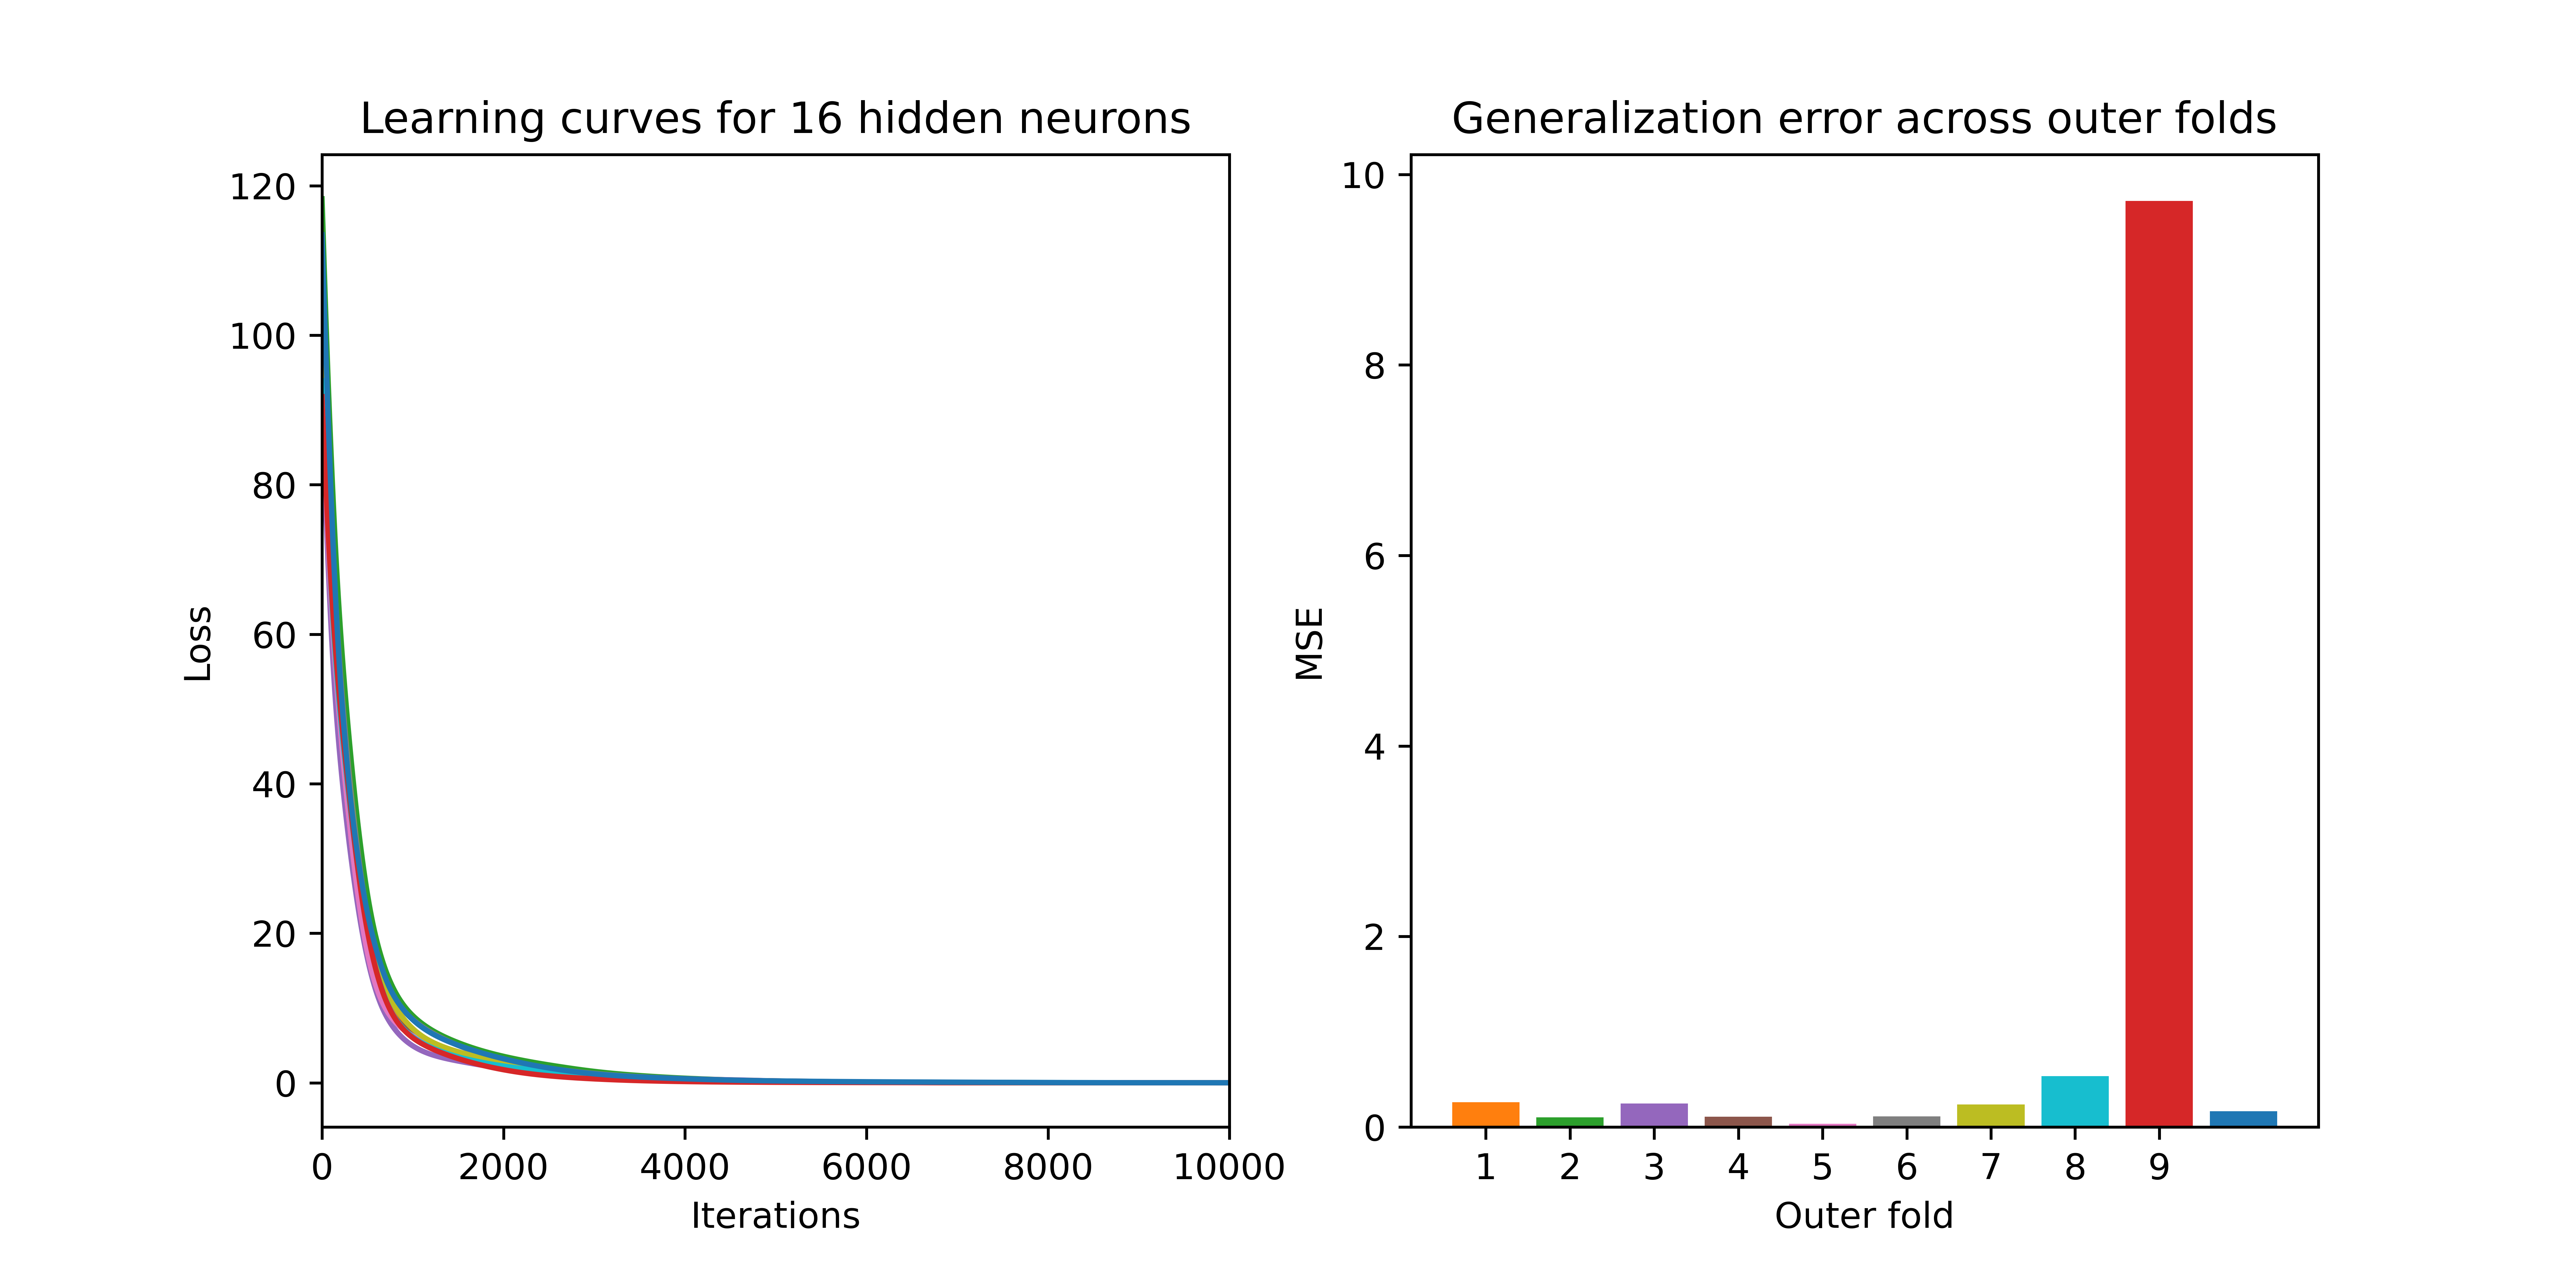 Learning curves for 16 hidden neurons
120
100
80
60
40
20
0
Loss
0 2000 4000 6000 8000 10000
Iterations
Generalization error across outer folds
10
8
6
4
2
0
MSE
1 2 3 4 5 6 7 8 9
Outer fold